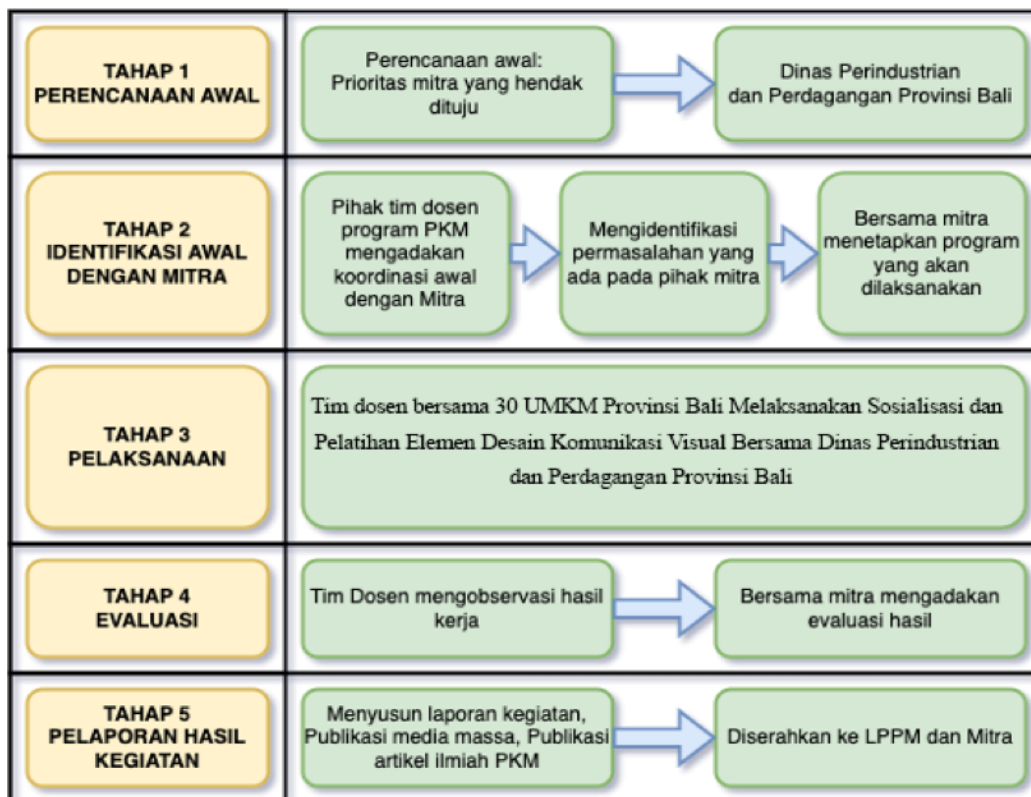 TAHAP 1
PERENCANAAN AWAL
Perencanaan awal:
Prioritas mitra yang hendak
dituju
Dinas Perindustrian
dan Perdagangan Provinsi Bali
TAHAP 2
IDENTIFIKASI AWAL
DENGAN MITRA
Pihak tim dosen
program PKM
mengadakan
koordinasi awal
dengan Mitra
Mengidentifikasi
permasalahan yang
ada pada pihak mitra
Bersama mitra
menetapkan program
yang akan
dilaksanakan
TAHAP 3
PELAKSANAAN
Tim dosen bersama 30 UMKM Provinsi Bali Melaksanakan Sosialisasi dan
Pelatihan Elemen Desain Komunikasi Visual Bersama Dinas Perindustrian
dan Perdagangan Provinsi Bali
TAHAP 4
EVALUASI
Tim Dosen mengobservasi hasil
kerja
Bersama mitra mengadakan
evaluasi hasil
TAHAP 5
PELAPORAN HASIL
KEGIATAN
Menyusun laporan kegiatan,
Publikasi media massa, Publikasi
artikel ilmiah PKM
Diserahkan ke LPPM dan Mitra